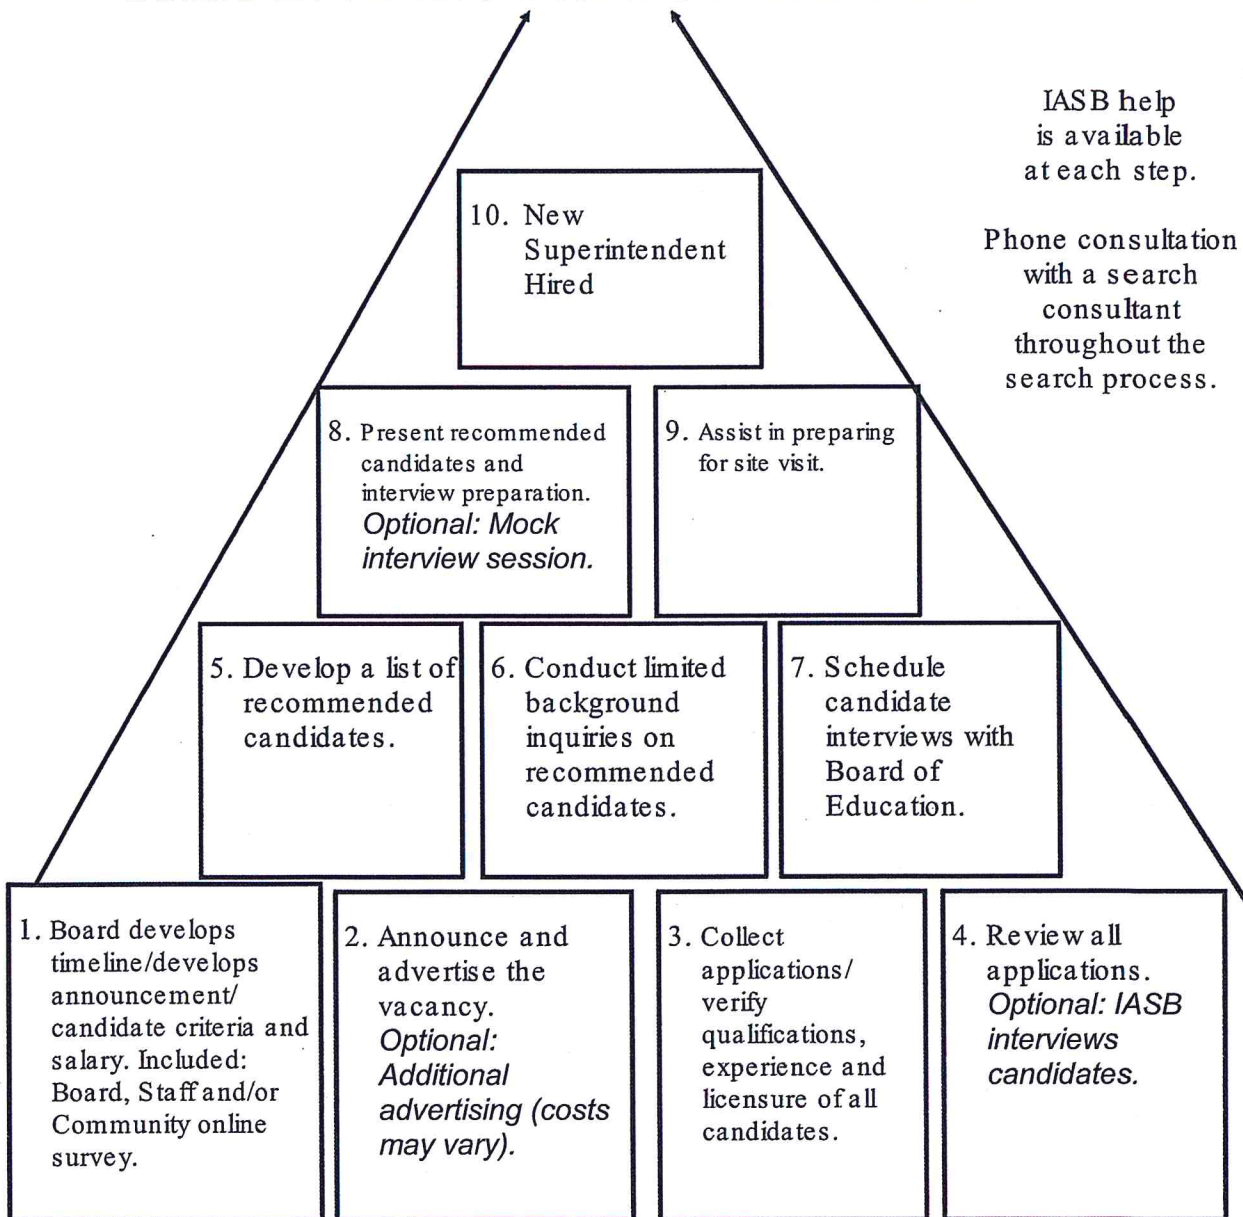 IASB help
is available
at each step.
Phone consultation
with a search
consultant
throughout the
search process.
10. New
Superintendent
Hired
8. Present recommended
candidates and
interview preparation.
Optional: Mock
interview session.
9. Assist in preparing
for site visit.
5. Develop a list of
recommended
candidates.
6. Conduct limited
background
inquiries on
recommended
candidates.
7. Schedule
candidate
interviews with
Board of
Education.
1. Board develops
timeline/develops
announcement/
candidate criteria and
salary. Included:
Board, Staff and/or
Community online
survey.
2. Announce and
advertise the
vacancy.
Optional:
Additional
advertising (costs
may vary).
3. Collect
applications/
verify
qualifications,
experience and
licensure of all
candidates.
4. Review all
applications.
Optional: IASB
interviews
candidates.